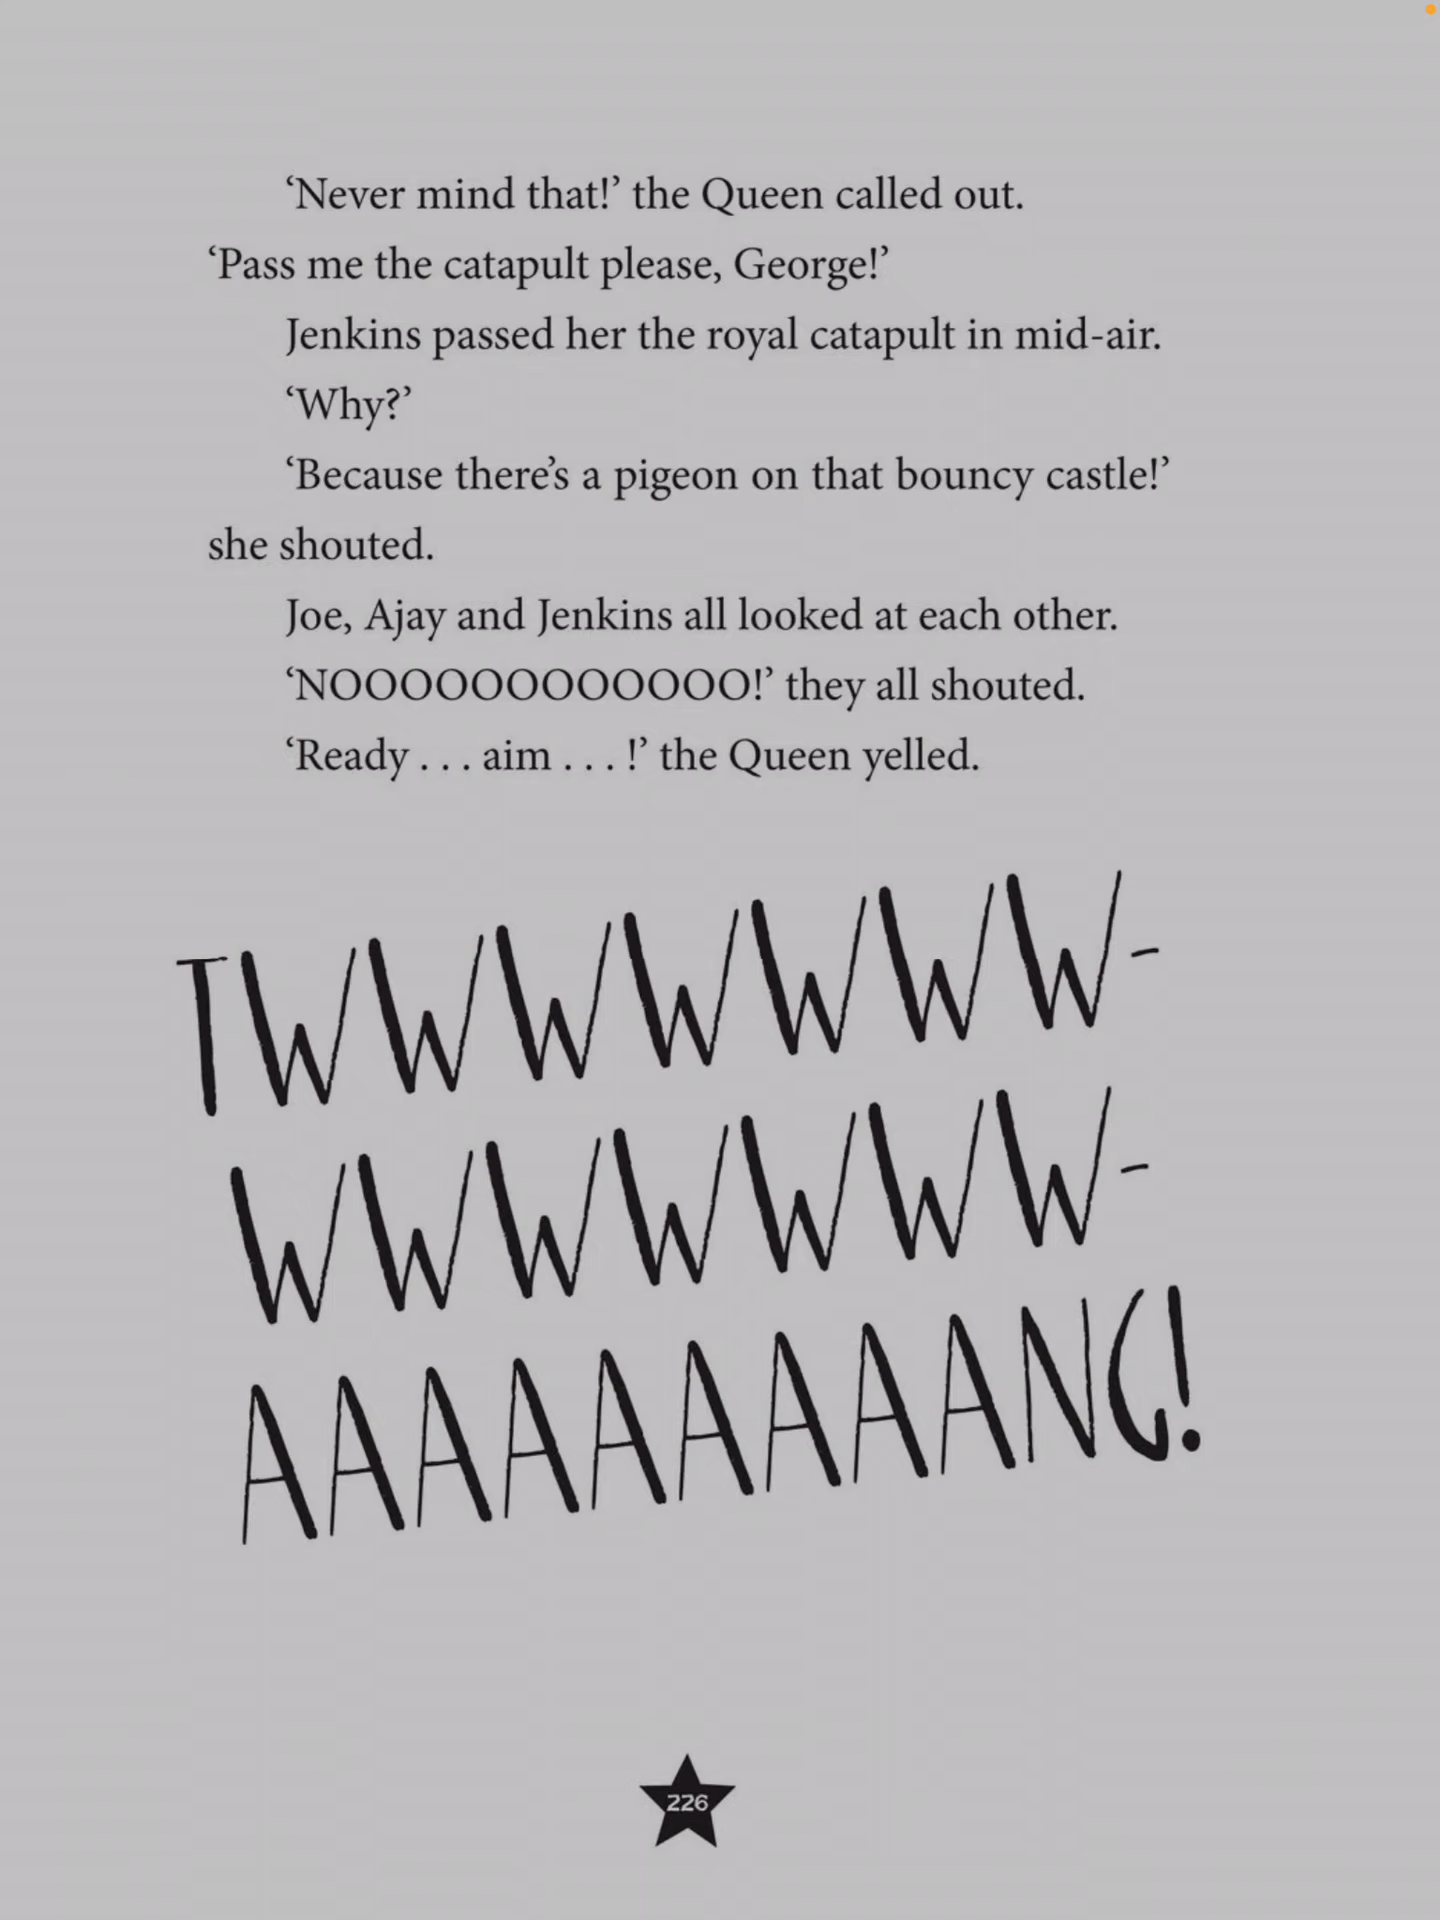 ‘Never mind that!’ the Queen called out.
‘Pass me the catapult please, George!’
Jenkins passed her the royal catapult in mid-air.
‘Why?’
‘Because there’s a pigeon on that bouncy castle!’
she shouted.
Joe, Ajay and Jenkins all looked at each other.
‘NOOOOOOOOOOOO!’ they all shouted.
‘Ready . . . aim . . . !’ the Queen yelled.
TWWWWWWW-
WWWWWWW-
AAAAAAAAANG!
226